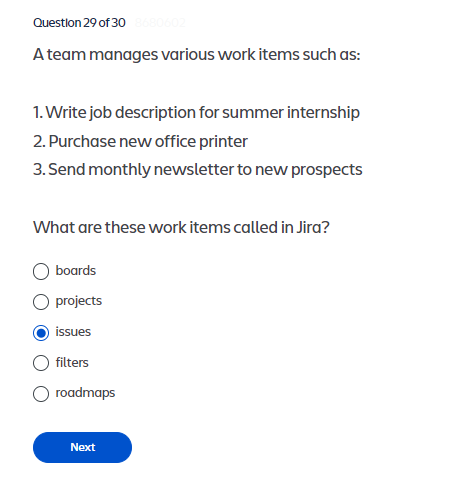 Question 29 of 30
A team manages various work items such as:
1. Write job description for summer internship
2. Purchase new office printer
3. Send monthly newsletter to new prospects
What are these work items called in Jira?
boards
projects
issues
filters
roadmaps
Next